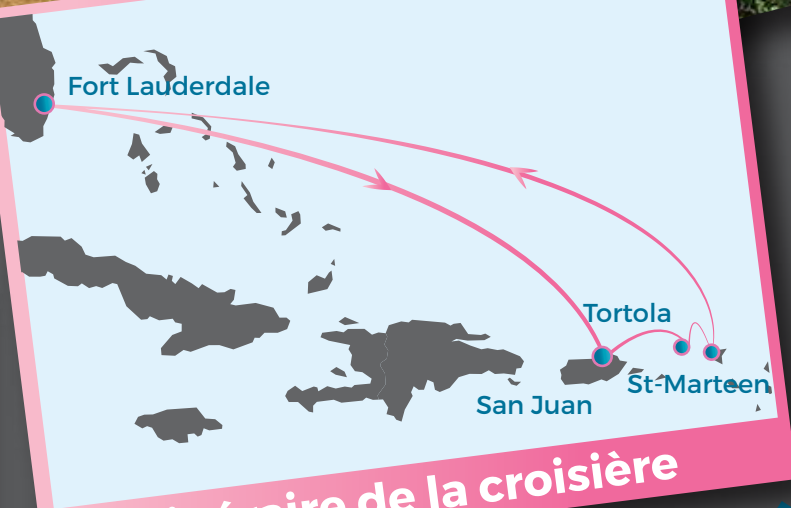 Fort Lauderdale
Tortola
St-Marteen
San Juan
de la croisière